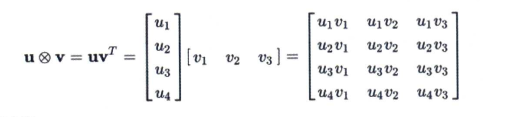 u ⊗ v = uvᵀ = [u₁ u₂ u₃ u₄] [v₁ v₂ v₃] = [u₁v₁ u₁v₂ u₁v₃
u₂v₁ u₂v₂ u₂v₃
u₃v₁ u₃v₂ u₃v₃
u₄v₁ u₄v₂ u₄v₃]